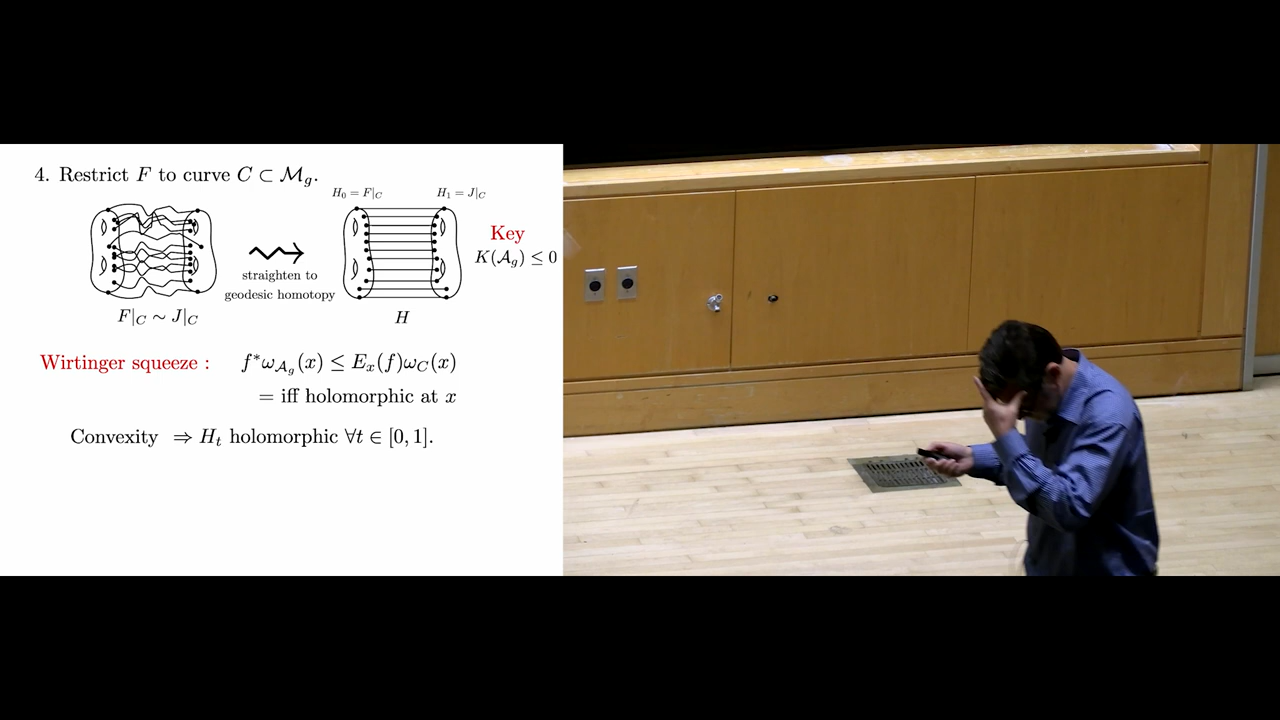 4. Restrict F to curve C ⊂ ℳ_g.
H_0 = F|_C
H_1 = J|_C
Key
K(𝒜_g) ≤ 0
straighten to
geodesic homotopy
F|_C ∼ J|_C
H
Wirtinger squeeze : f*ω_{𝒜_g}(x) ≤ E_x(f)ω_C(x)
= iff holomorphic at x
Convexity ⇒ H_t holomorphic ∀t ∈ [0, 1].